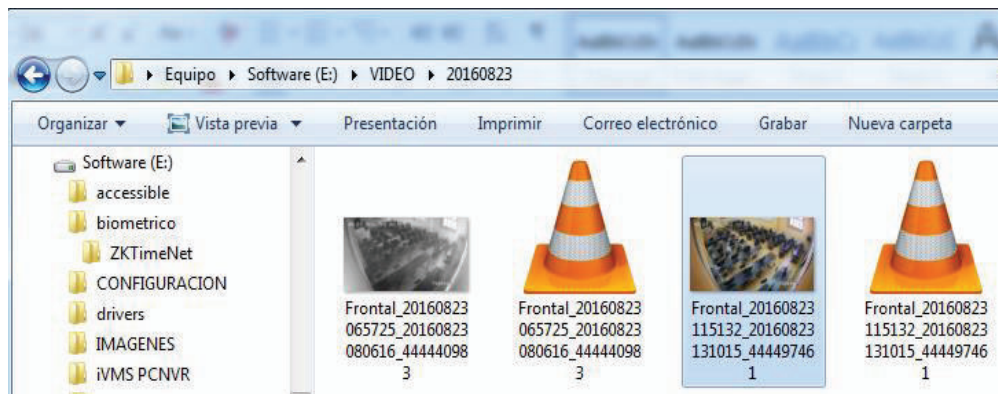 Equipo ▸ Software (E:) ▸ VIDEO ▸ 20160823
Organizar Vista previa Presentación Imprimir Correo electrónico Grabar Nueva carpeta
Software (E:)
accessible
biometrico
ZKTimeNet
CONFIGURACION
drivers
IMAGENES
iVMS PCNVR
Frontal_20160823
065725_20160823
080616_44444098
3
Frontal_20160823
065725_20160823
080616_44444098
3
Frontal_20160823
115132_20160823
131015_44449746
1
Frontal_20160823
115132_20160823
131015_44449746
1